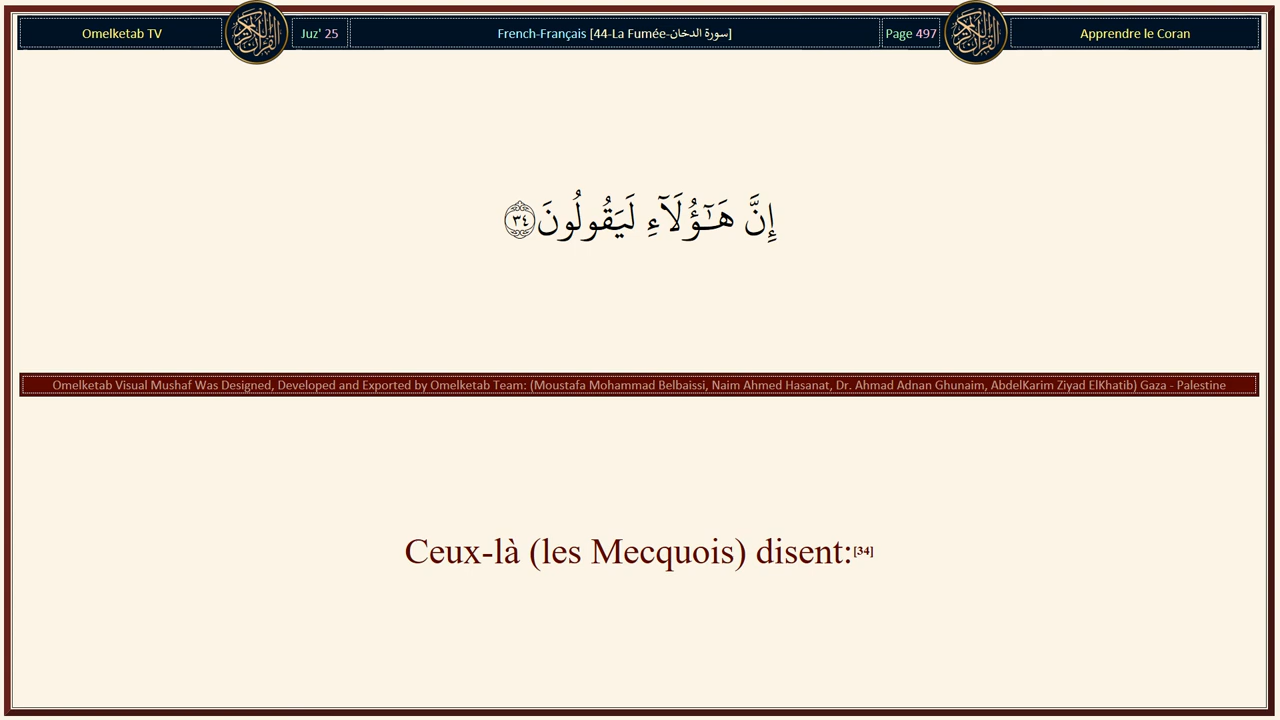 Omelketab TV
Juz' 25
French-Français [44-La Fumée-سورة الدخان]
Page 497
Apprendre le Coran
إِنَّ هَـٰٓؤُلَآءِ لَيَقُولُونَ ٣٤
Omelketab Visual Mushaf Was Designed, Developed and Exported by Omelketab Team: (Moustafa Mohammad Belbaissi, Naim Ahmed Hasanat, Dr. Ahmad Adnan Ghunaim, AbdelKarim Ziyad ElKhatib) Gaza - Palestine
Ceux-là (les Mecquois) disent:[34]